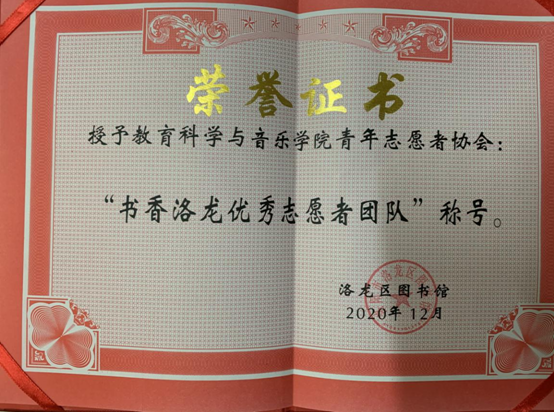 荣誉证书
授予教育科学与音乐学院青年志愿者协会：
“书香洛龙优秀志愿者团队”称号。
洛龙区图书馆
2020年12月